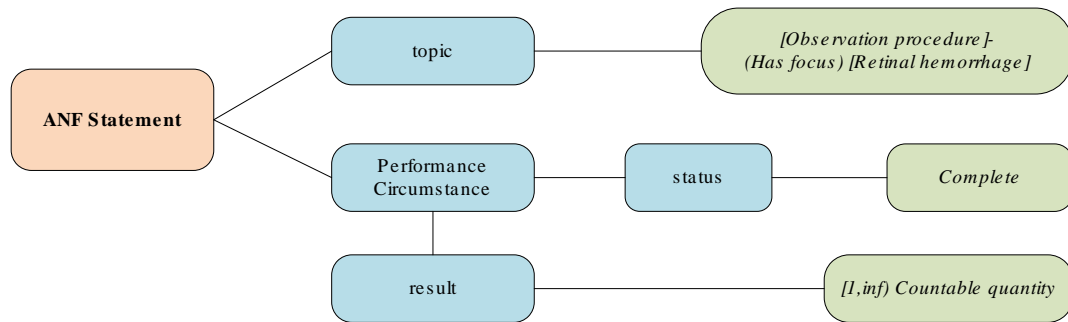 topic
[Observation procedure]-
(Has focus) [Retinal hemorrhage]
ANF Statement
Performance
Circumstance
status
Complete
result
[1,inf) Countable quantity